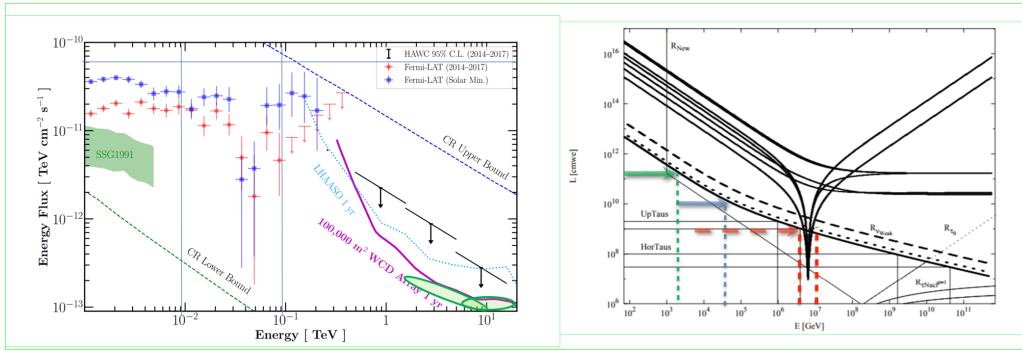 10⁻¹⁰
10⁻¹¹
10⁻¹²
10⁻¹³
Energy Flux [ TeV cm⁻² s⁻¹ ]
HAWC 95% C.L. (2014–2017)
Fermi-LAT (2014–2017)
Fermi-LAT (Solar Min.)
SSG1991
CR Upper Bound
LHAASO 1 yr
100,000 m² WCD Array 1 yr
CR Lower Bound
10⁻² 10⁻¹ 10⁰ 10¹
Energy [ TeV ]
10¹⁶
10¹⁴
10¹²
10¹⁰
10⁸
10⁶
L [cmwe]
R_New
UpTaus
HorTaus
R_τWeak
R_τ0
10² 10³ 10⁴ 10⁵ 10⁶ 10⁷ 10⁸ 10⁹ 10¹⁰ 10¹¹
E [GeV]